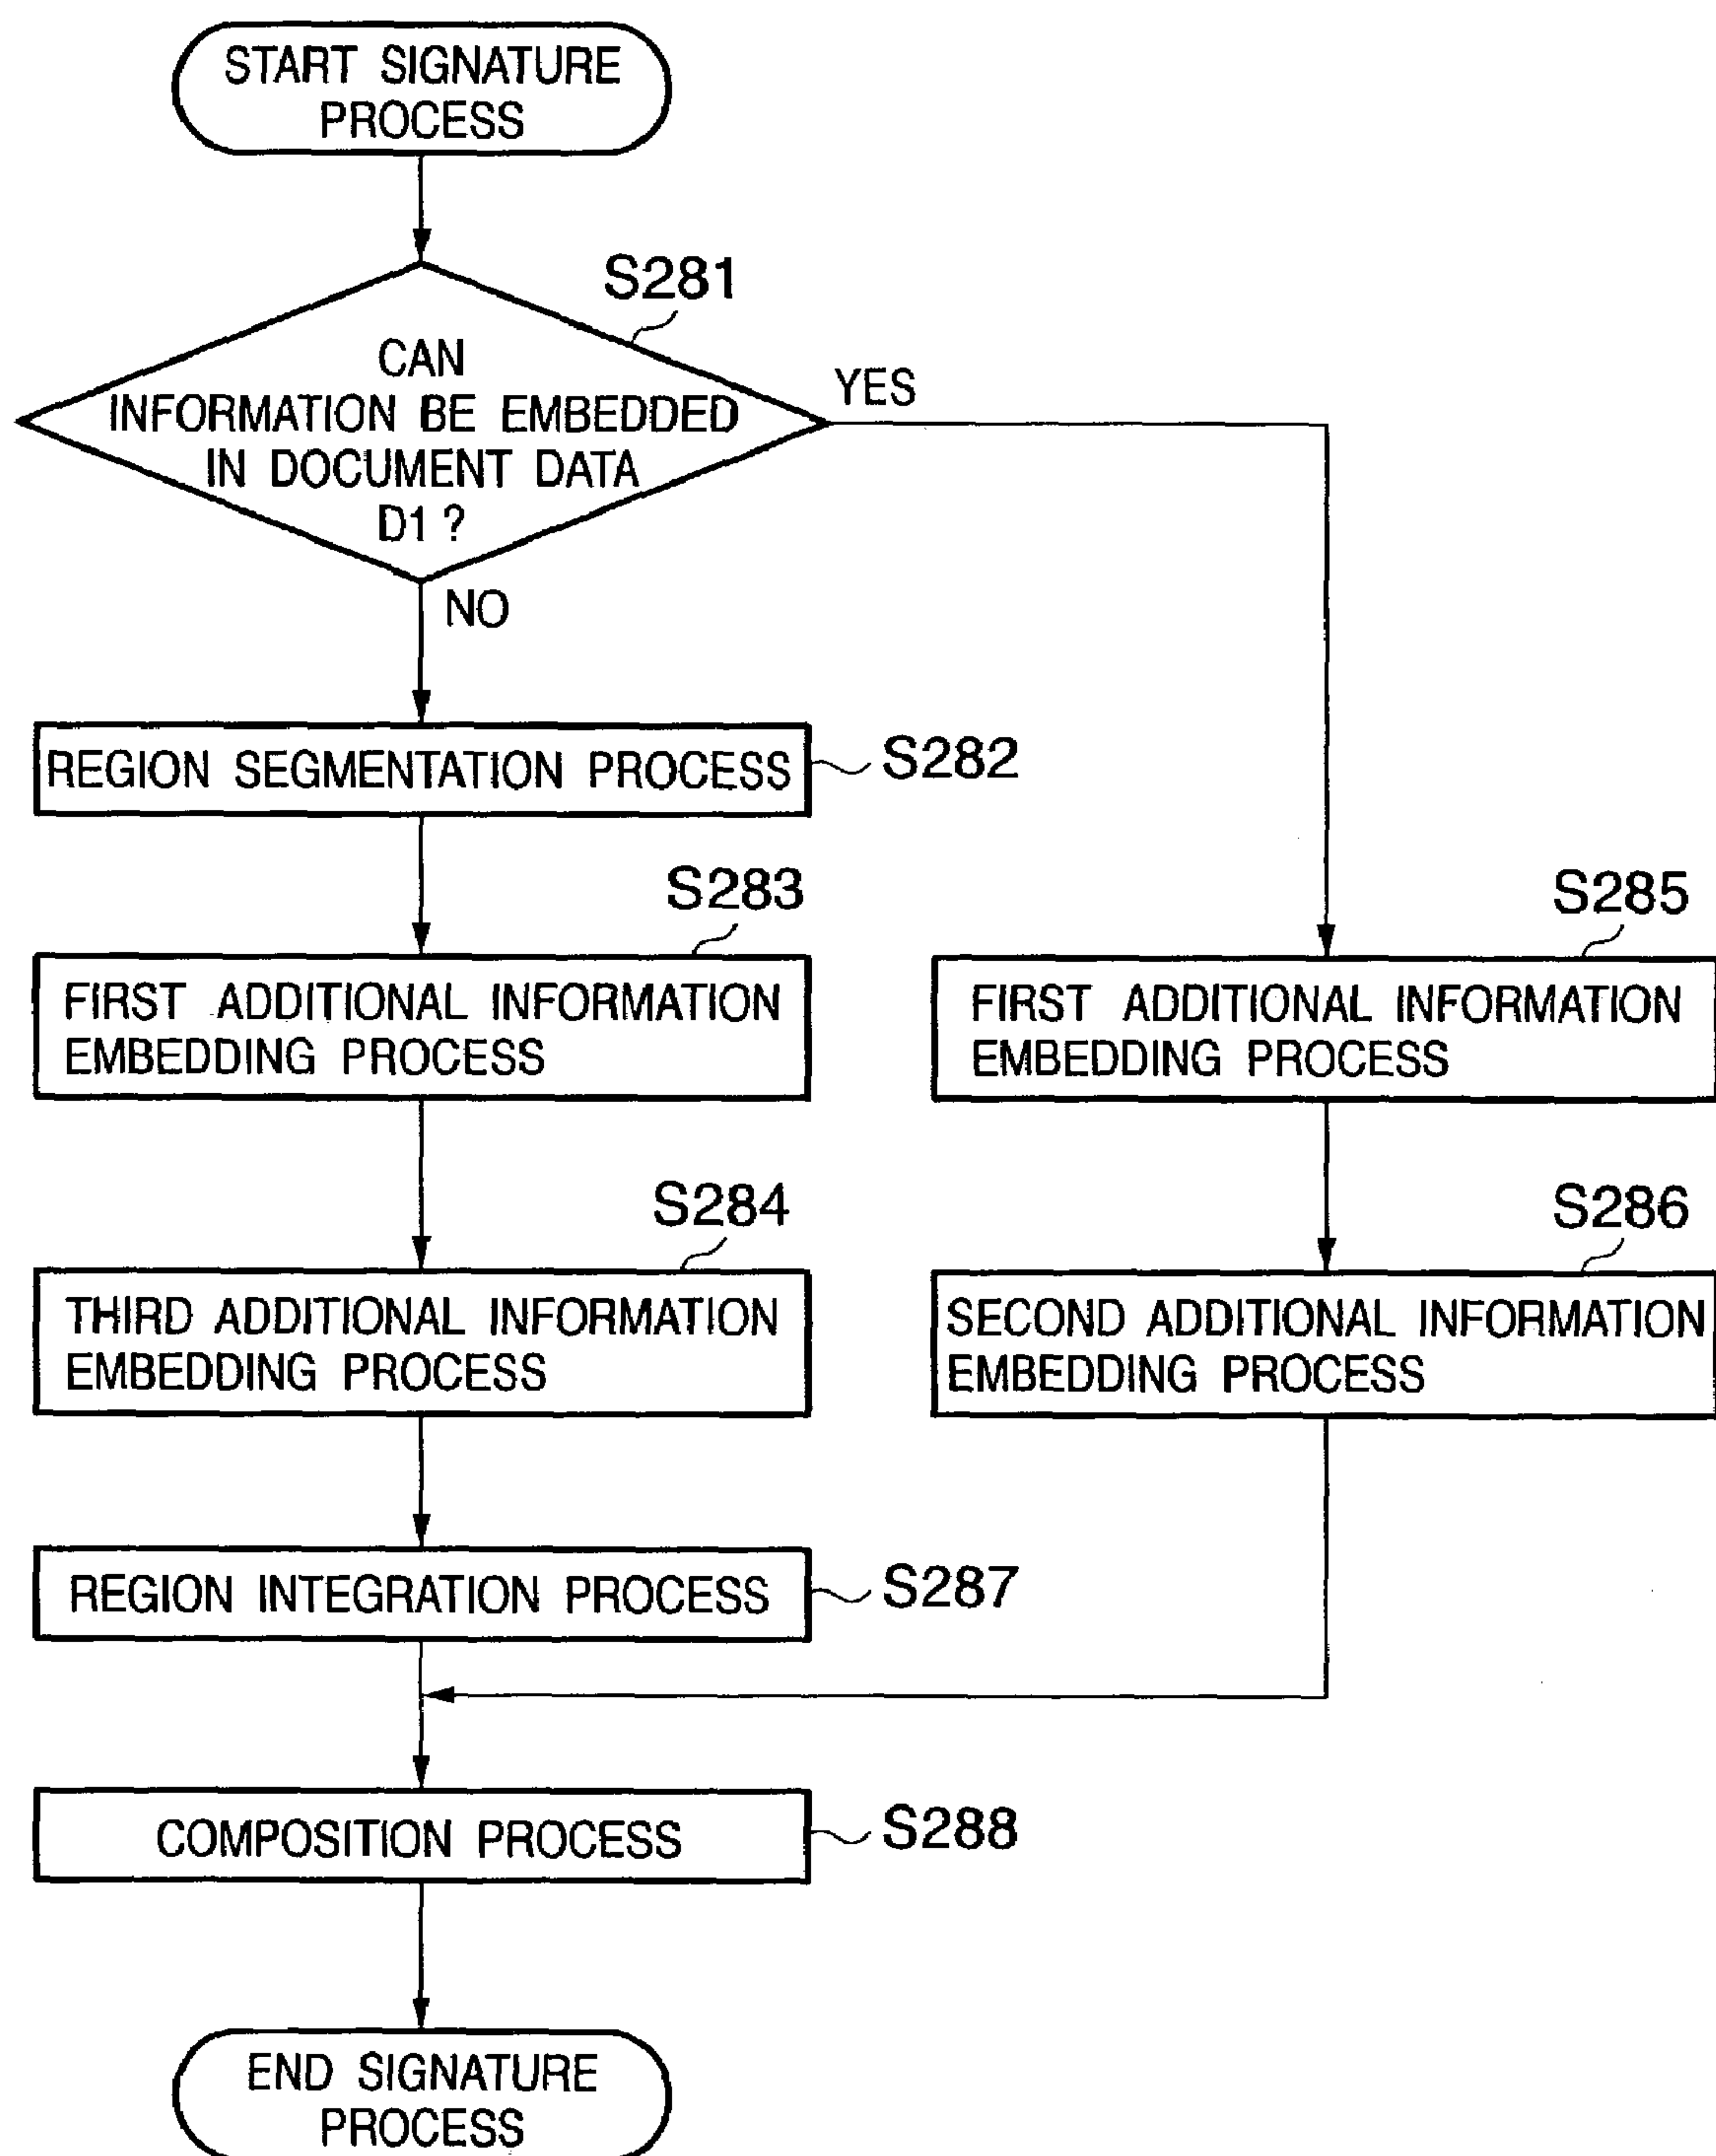 START SIGNATURE
PROCESS
S281
CAN
INFORMATION BE EMBEDDED
IN DOCUMENT DATA
D1 ?
YES
NO
REGION SEGMENTATION PROCESS
S282
S283
FIRST ADDITIONAL INFORMATION
EMBEDDING PROCESS
S285
FIRST ADDITIONAL INFORMATION
EMBEDDING PROCESS
S284
THIRD ADDITIONAL INFORMATION
EMBEDDING PROCESS
S286
SECOND ADDITIONAL INFORMATION
EMBEDDING PROCESS
REGION INTEGRATION PROCESS
S287
COMPOSITION PROCESS
S288
END SIGNATURE
PROCESS